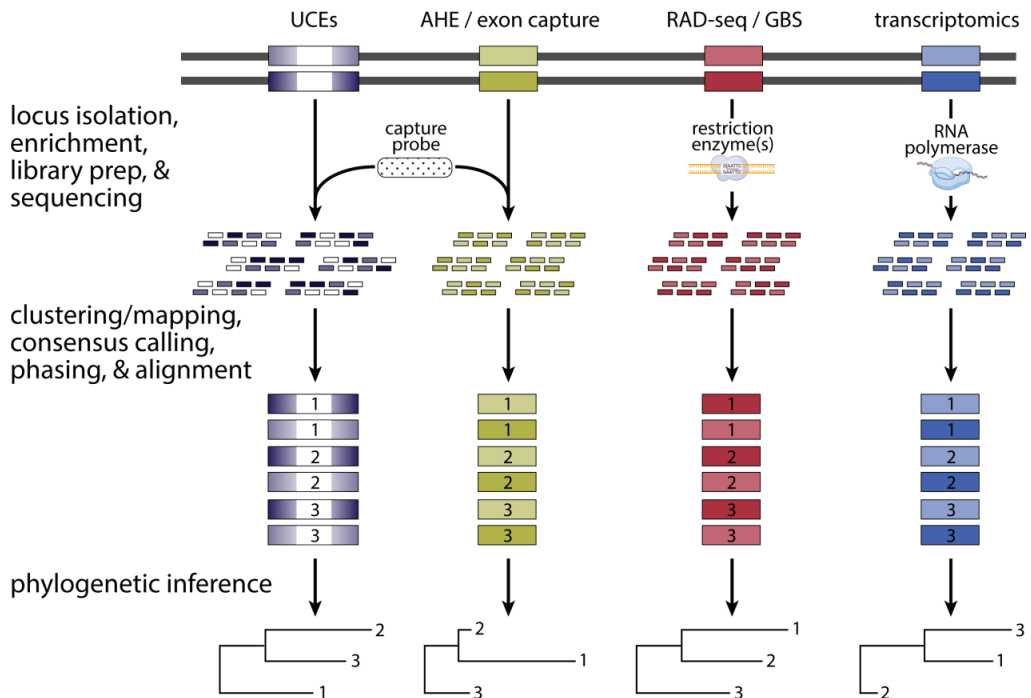 UCEs
AHE / exon capture
RAD-seq / GBS
transcriptomics
locus isolation,
enrichment,
library prep, &
sequencing
capture
probe
restriction
enzyme(s)
GAATTC
GAATTC
RNA
polymerase
clustering/mapping,
consensus calling,
phasing, & alignment
1 1 1 1
1 1 1 1
2 2 2 2
2 2 2 2
3 3 3 3
3 3 3 3
phylogenetic inference
2
3
1
2
1
3
1
2
3
3
1
2